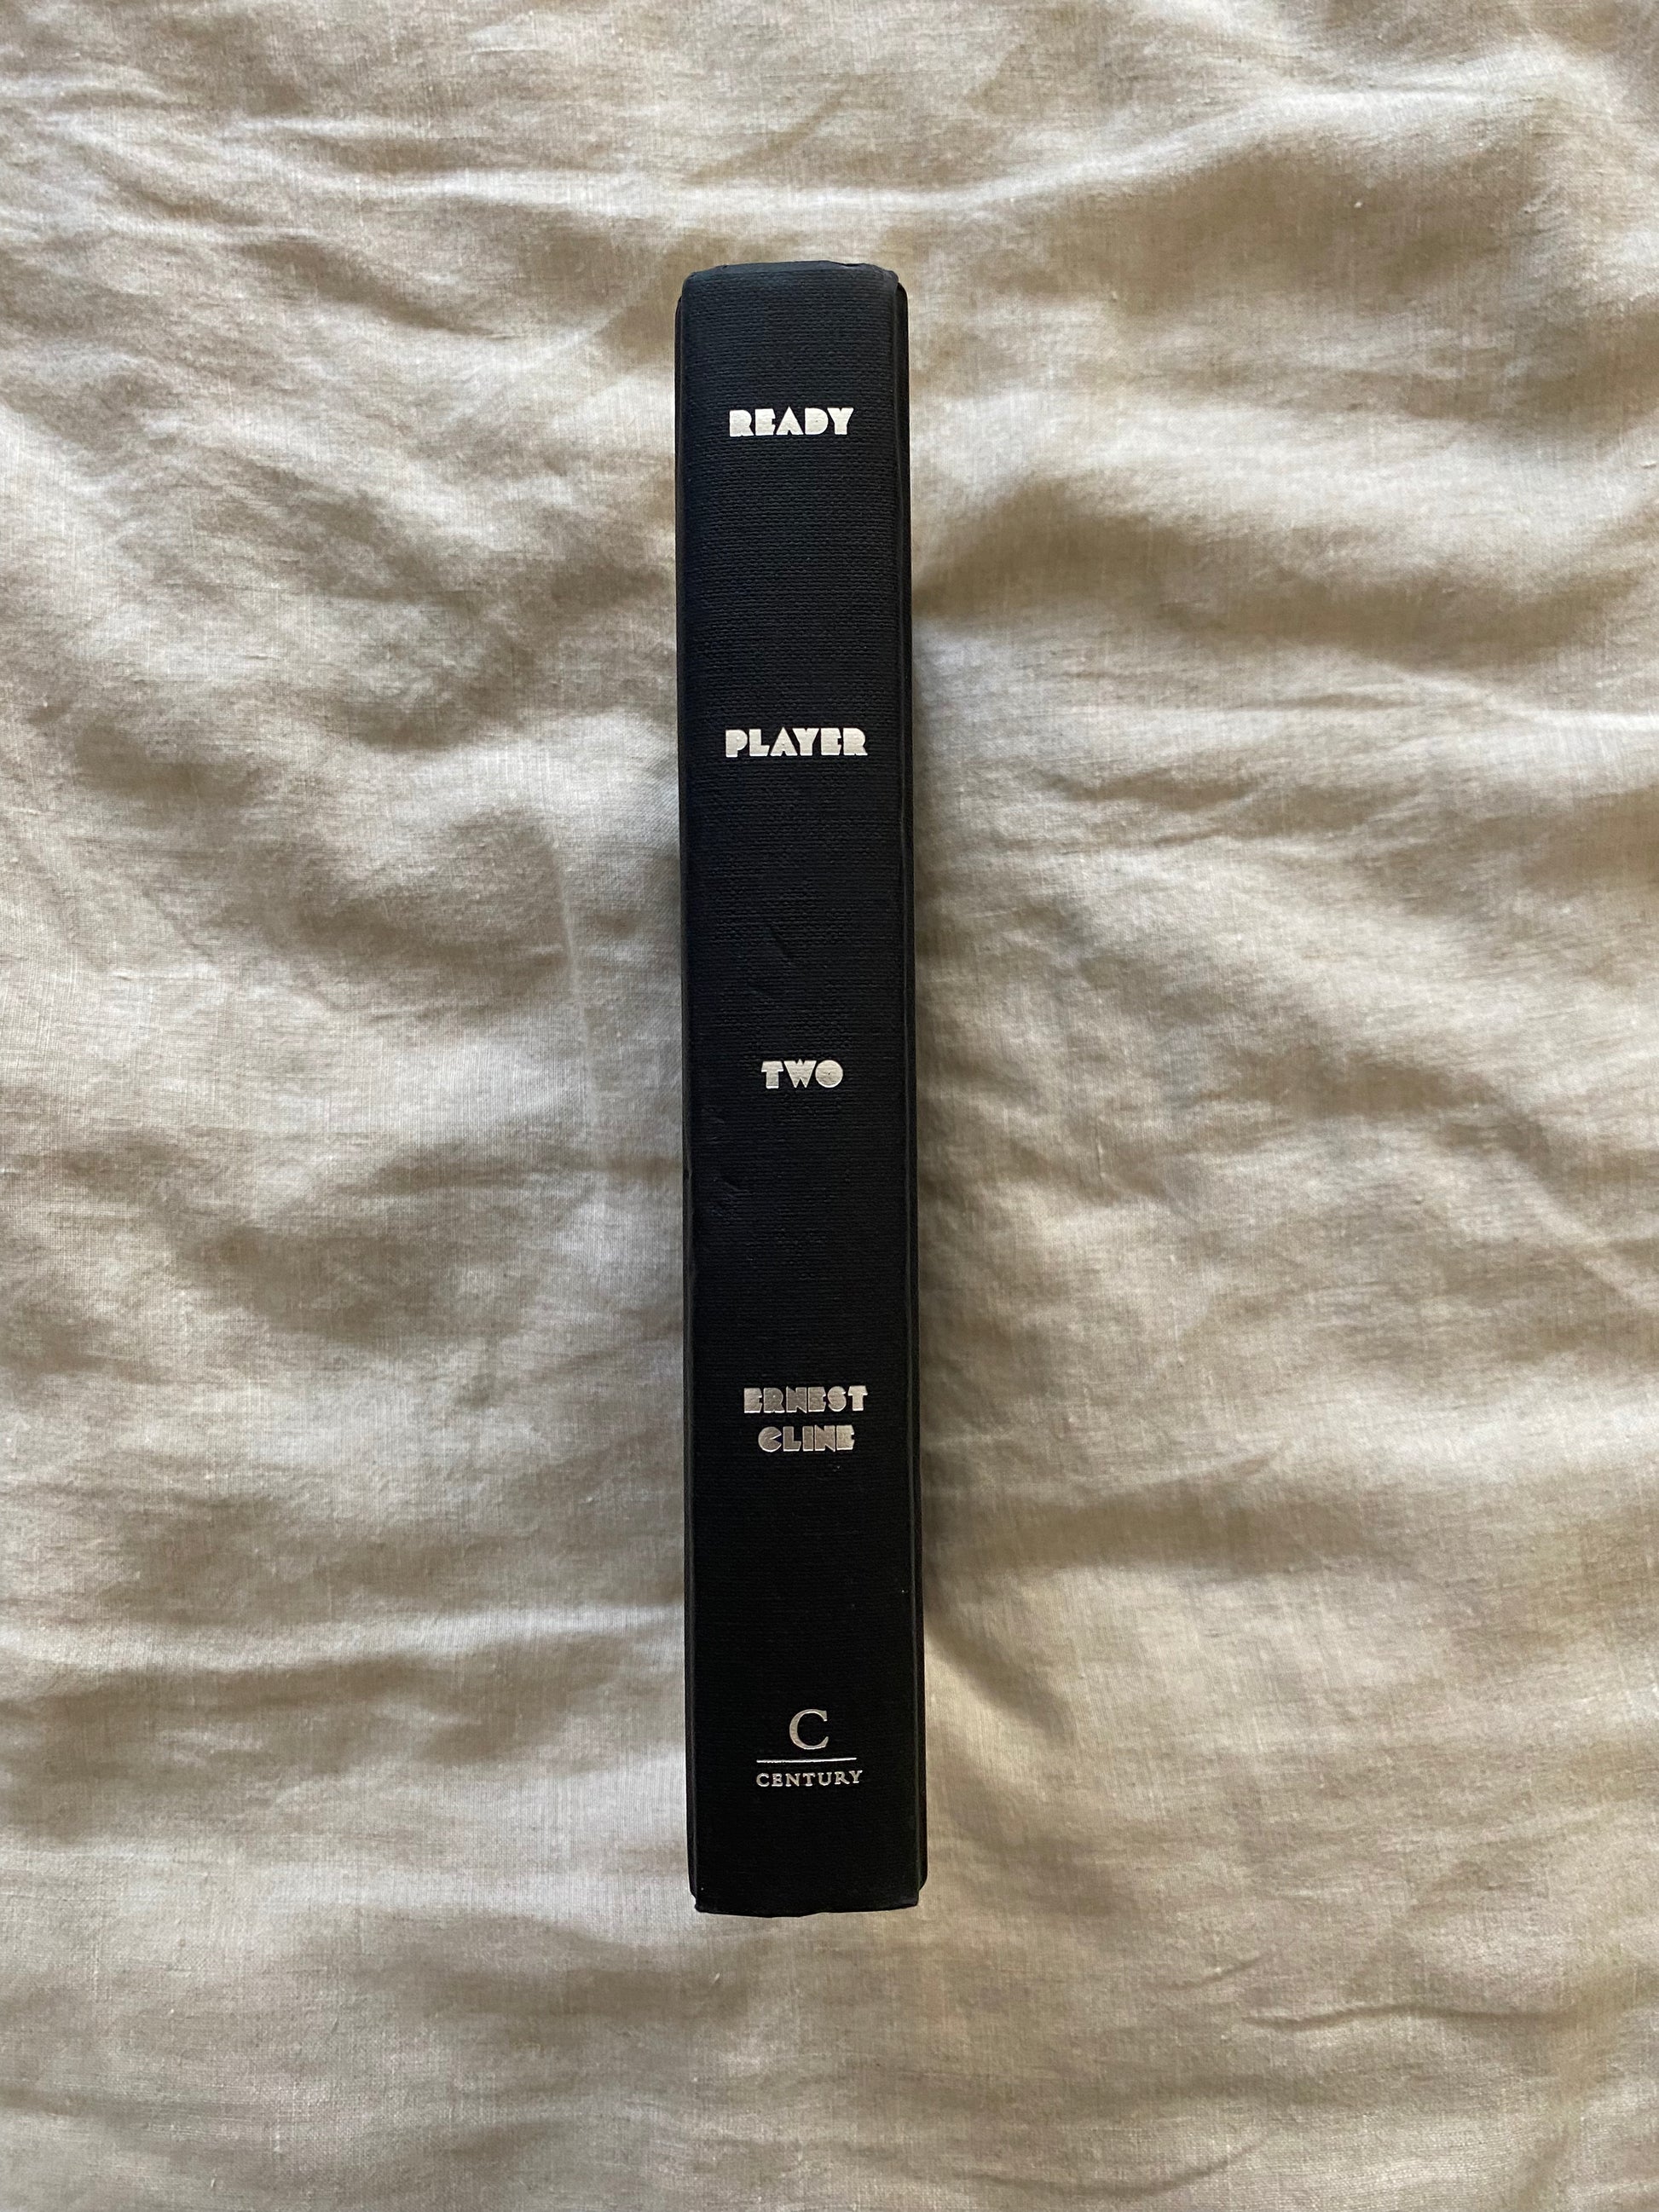 READY
PLAYER
TWO
ERNEST
CLINE
C
CENTURY